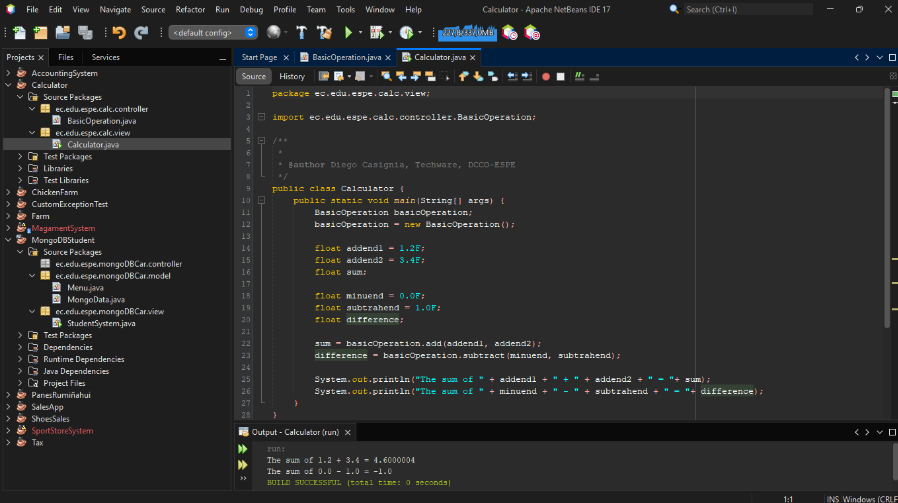 File Edit View Navigate Source Refactor Run Debug Profile Team Tools Window Help
Calculator - Apache NetBeans IDE 17
Search (Ctrl+I)
<default config>
227,8/337,0MB
Projects
Files
Services
AccountingSystem
Calculator
Source Packages
ec.edu.espe.calc.controller
BasicOperation.java
ec.edu.espe.calc.view
Calculator.java
Test Packages
Libraries
Test Libraries
ChickenFarm
CustomExceptionTest
Farm
MagamentSystem
MongoDBStudent
Source Packages
ec.edu.espe.mongoDBCar.controller
ec.edu.espe.mongoDBCar.model
Menu.java
MongoData.java
ec.edu.espe.mongoDBCar.view
StudentSystem.java
Test Packages
Dependencies
Runtime Dependencies
Java Dependencies
Project Files
PanesRumiñahui
SalesApp
ShoesSales
SportStoreSystem
Tax
Start Page
BasicOperation.java
Calculator.java
Source
History
1 package ec.edu.espe.calc.view;
2
3 import ec.edu.espe.calc.controller.BasicOperation;
4
5 /**
6 *
7 * @author Diego Casignia, Techware, DCCO-ESPE
8 */
9 public class Calculator {
10 public static void main(String[] args) {
11 BasicOperation basicOperation;
12 basicOperation = new BasicOperation();
13
14 float addend1 = 1.2F;
15 float addend2 = 3.4F;
16 float sum;
17
18 float minuend = 0.0F;
19 float subtrahend = 1.0F;
20 float difference;
21
22 sum = basicOperation.add(addend1, addend2);
23 difference = basicOperation.subtract(minuend, subtrahend);
24
25 System.out.println("The sum of " + addend1 + " + " + addend2 + " = "+ sum);
26 System.out.println("The sum of " + minuend + " - " + subtrahend + " = "+ difference);
27 }
28 }
Output - Calculator (run)
run:
The sum of 1.2 + 3.4 = 4.6000004
The sum of 0.0 - 1.0 = -1.0
BUILD SUCCESSFUL (total time: 0 seconds)
1:1
INS
Windows (CRLF